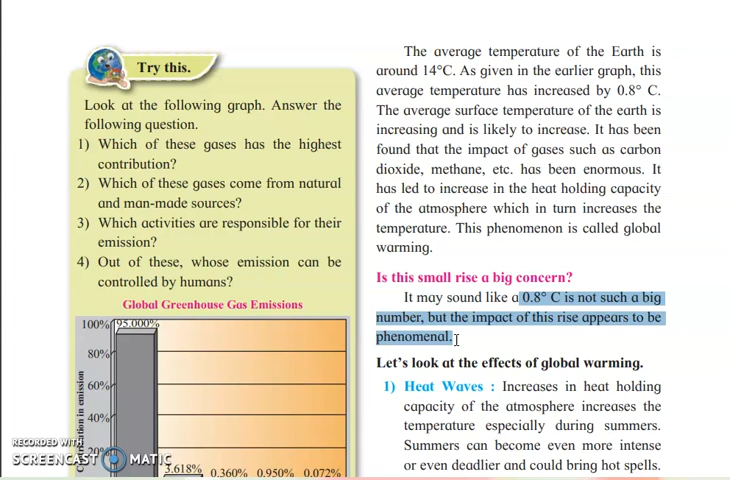 Try this.
Look at the following graph. Answer the
following question.
1) Which of these gases has the highest
contribution?
2) Which of these gases come from natural
and man-made sources?
3) Which activities are responsible for their
emission?
4) Out of these, whose emission can be
controlled by humans?
Global Greenhouse Gas Emissions
100%
95.000%
80%
60%
40%
20%
3.618% 0.360% 0.950% 0.072%
in emission
RECORDED WITH
SCREENCAST MATIC
The average temperature of the Earth is
around 14°C. As given in the earlier graph, this
average temperature has increased by 0.8° C.
The average surface temperature of the earth is
increasing and is likely to increase. It has been
found that the impact of gases such as carbon
dioxide, methane, etc. has been enormous. It
has led to increase in the heat holding capacity
of the atmosphere which in turn increases the
temperature. This phenomenon is called global
warming.
Is this small rise a big concern?
It may sound like a 0.8° C is not such a big
number, but the impact of this rise appears to be
phenomenal.
Let's look at the effects of global warming.
1) Heat Waves : Increases in heat holding
capacity of the atmosphere increases the
temperature especially during summers.
Summers can become even more intense
or even deadlier and could bring hot spells.